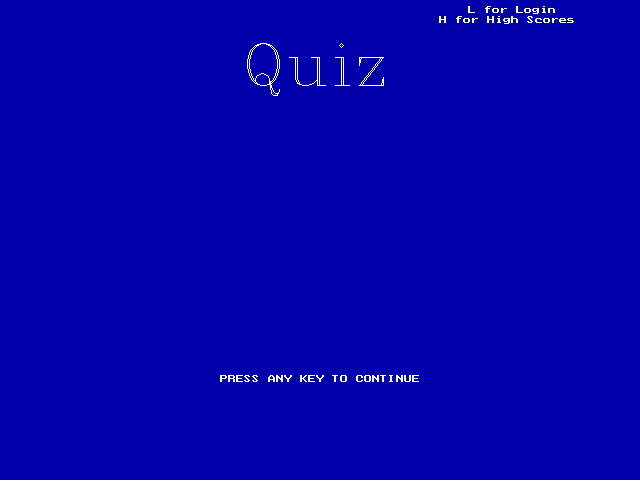 L for Login
H for High Scores
Quiz
PRESS ANY KEY TO CONTINUE